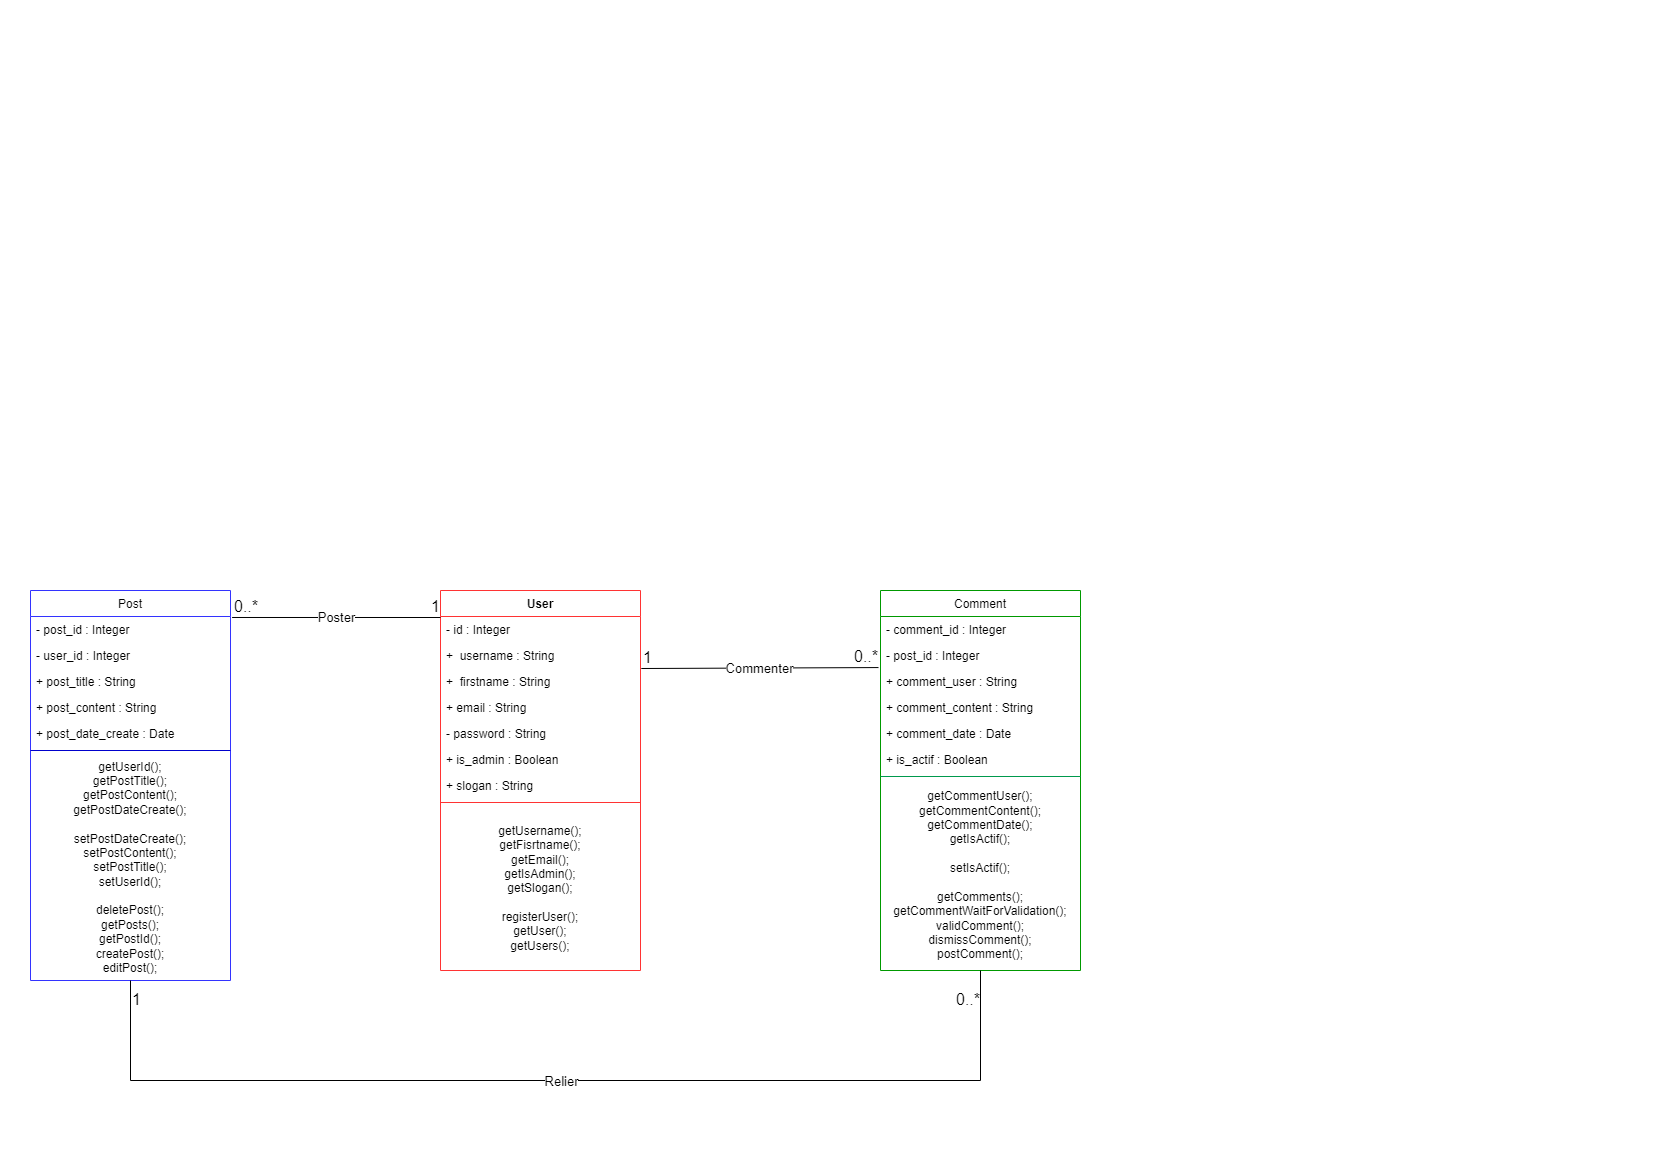 Post
- post_id : Integer
- user_id : Integer
+ post_title : String
+ post_content : String
+ post_date_create : Date
getUserId();
getPostTitle();
getPostContent();
getPostDateCreate();
setPostDateCreate();
setPostContent();
setPostTitle();
setUserId();
deletePost();
getPosts();
getPostId();
createPost();
editPost();
0..*
Poster
1
User
- id : Integer
+  username : String
+  firstname : String
+ email : String
- password : String
+ is_admin : Boolean
+ slogan : String
getUsername();
getFisrtname();
getEmail();
getIsAdmin();
getSlogan();
registerUser();
getUser();
getUsers();
1
Commenter
0..*
Comment
- comment_id : Integer
- post_id : Integer
+ comment_user : String
+ comment_content : String
+ comment_date : Date
+ is_actif : Boolean
getCommentUser();
getCommentContent();
getCommentDate();
getIsActif();
setIsActif();
getComments();
getCommentWaitForValidation();
validComment();
dismissComment();
postComment();
1
0..*
Relier